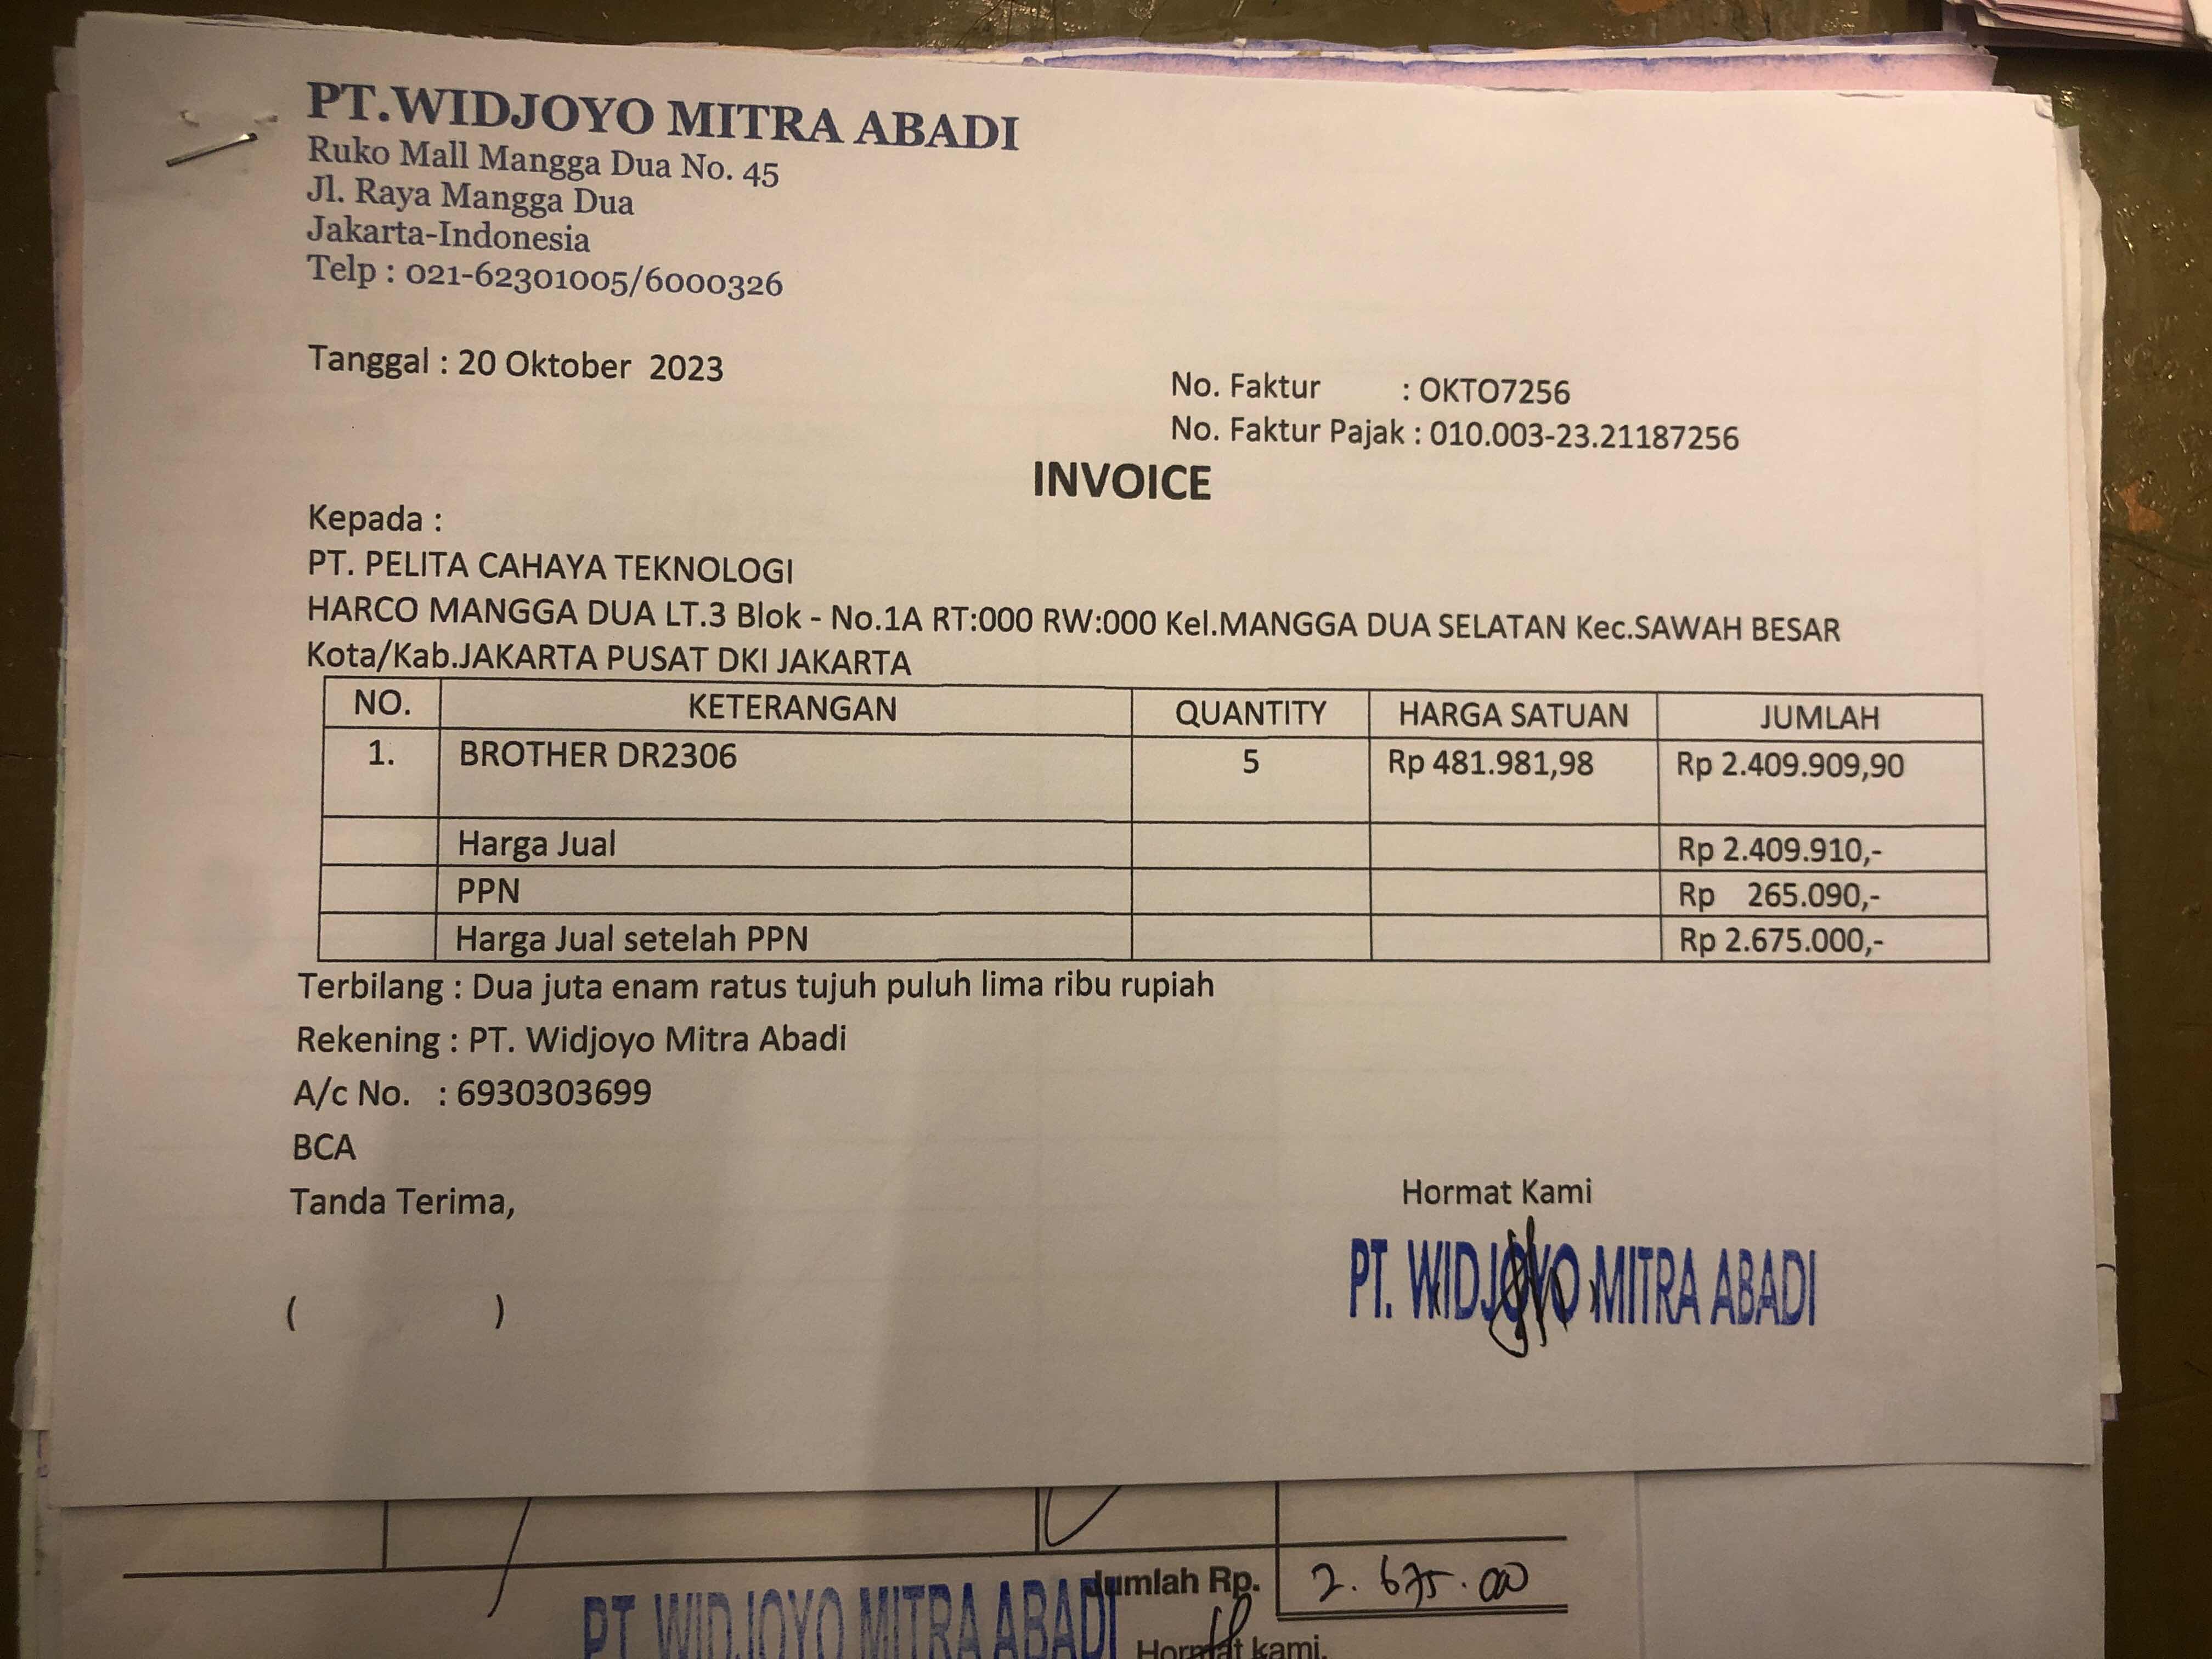 PT.WIDJOYO MITRA ABADI
Ruko Mall Mangga Dua No. 45
Jl. Raya Mangga Dua
Jakarta-Indonesia
Telp : 021-62301005/6000326
Tanggal : 20 Oktober 2023
No. Faktur : OKTO7256
No. Faktur Pajak : 010.003-23.21187256
INVOICE
Kepada :
PT. PELITA CAHAYA TEKNOLOGI
HARCO MANGGA DUA LT.3 Blok - No.1A RT:000 RW:000 Kel.MANGGA DUA SELATAN Kec.SAWAH BESAR
Kota/Kab.JAKARTA PUSAT DKI JAKARTA
NO. KETERANGAN QUANTITY HARGA SATUAN JUMLAH
1. BROTHER DR2306 5 Rp 481.981,98 Rp 2.409.909,90
Harga Jual Rp 2.409.910,-
PPN Rp 265.090,-
Harga Jual setelah PPN Rp 2.675.000,-
Terbilang : Dua juta enam ratus tujuh puluh lima ribu rupiah
Rekening : PT. Widjoyo Mitra Abadi
A/c No. : 6930303699
BCA
Tanda Terima,
Hormat Kami
PT. WIDJOYO MITRA ABADI
( )
Jumlah Rp. 2.675.000
PT. WIDJOYO MITRA ABADI
Hormat kami,